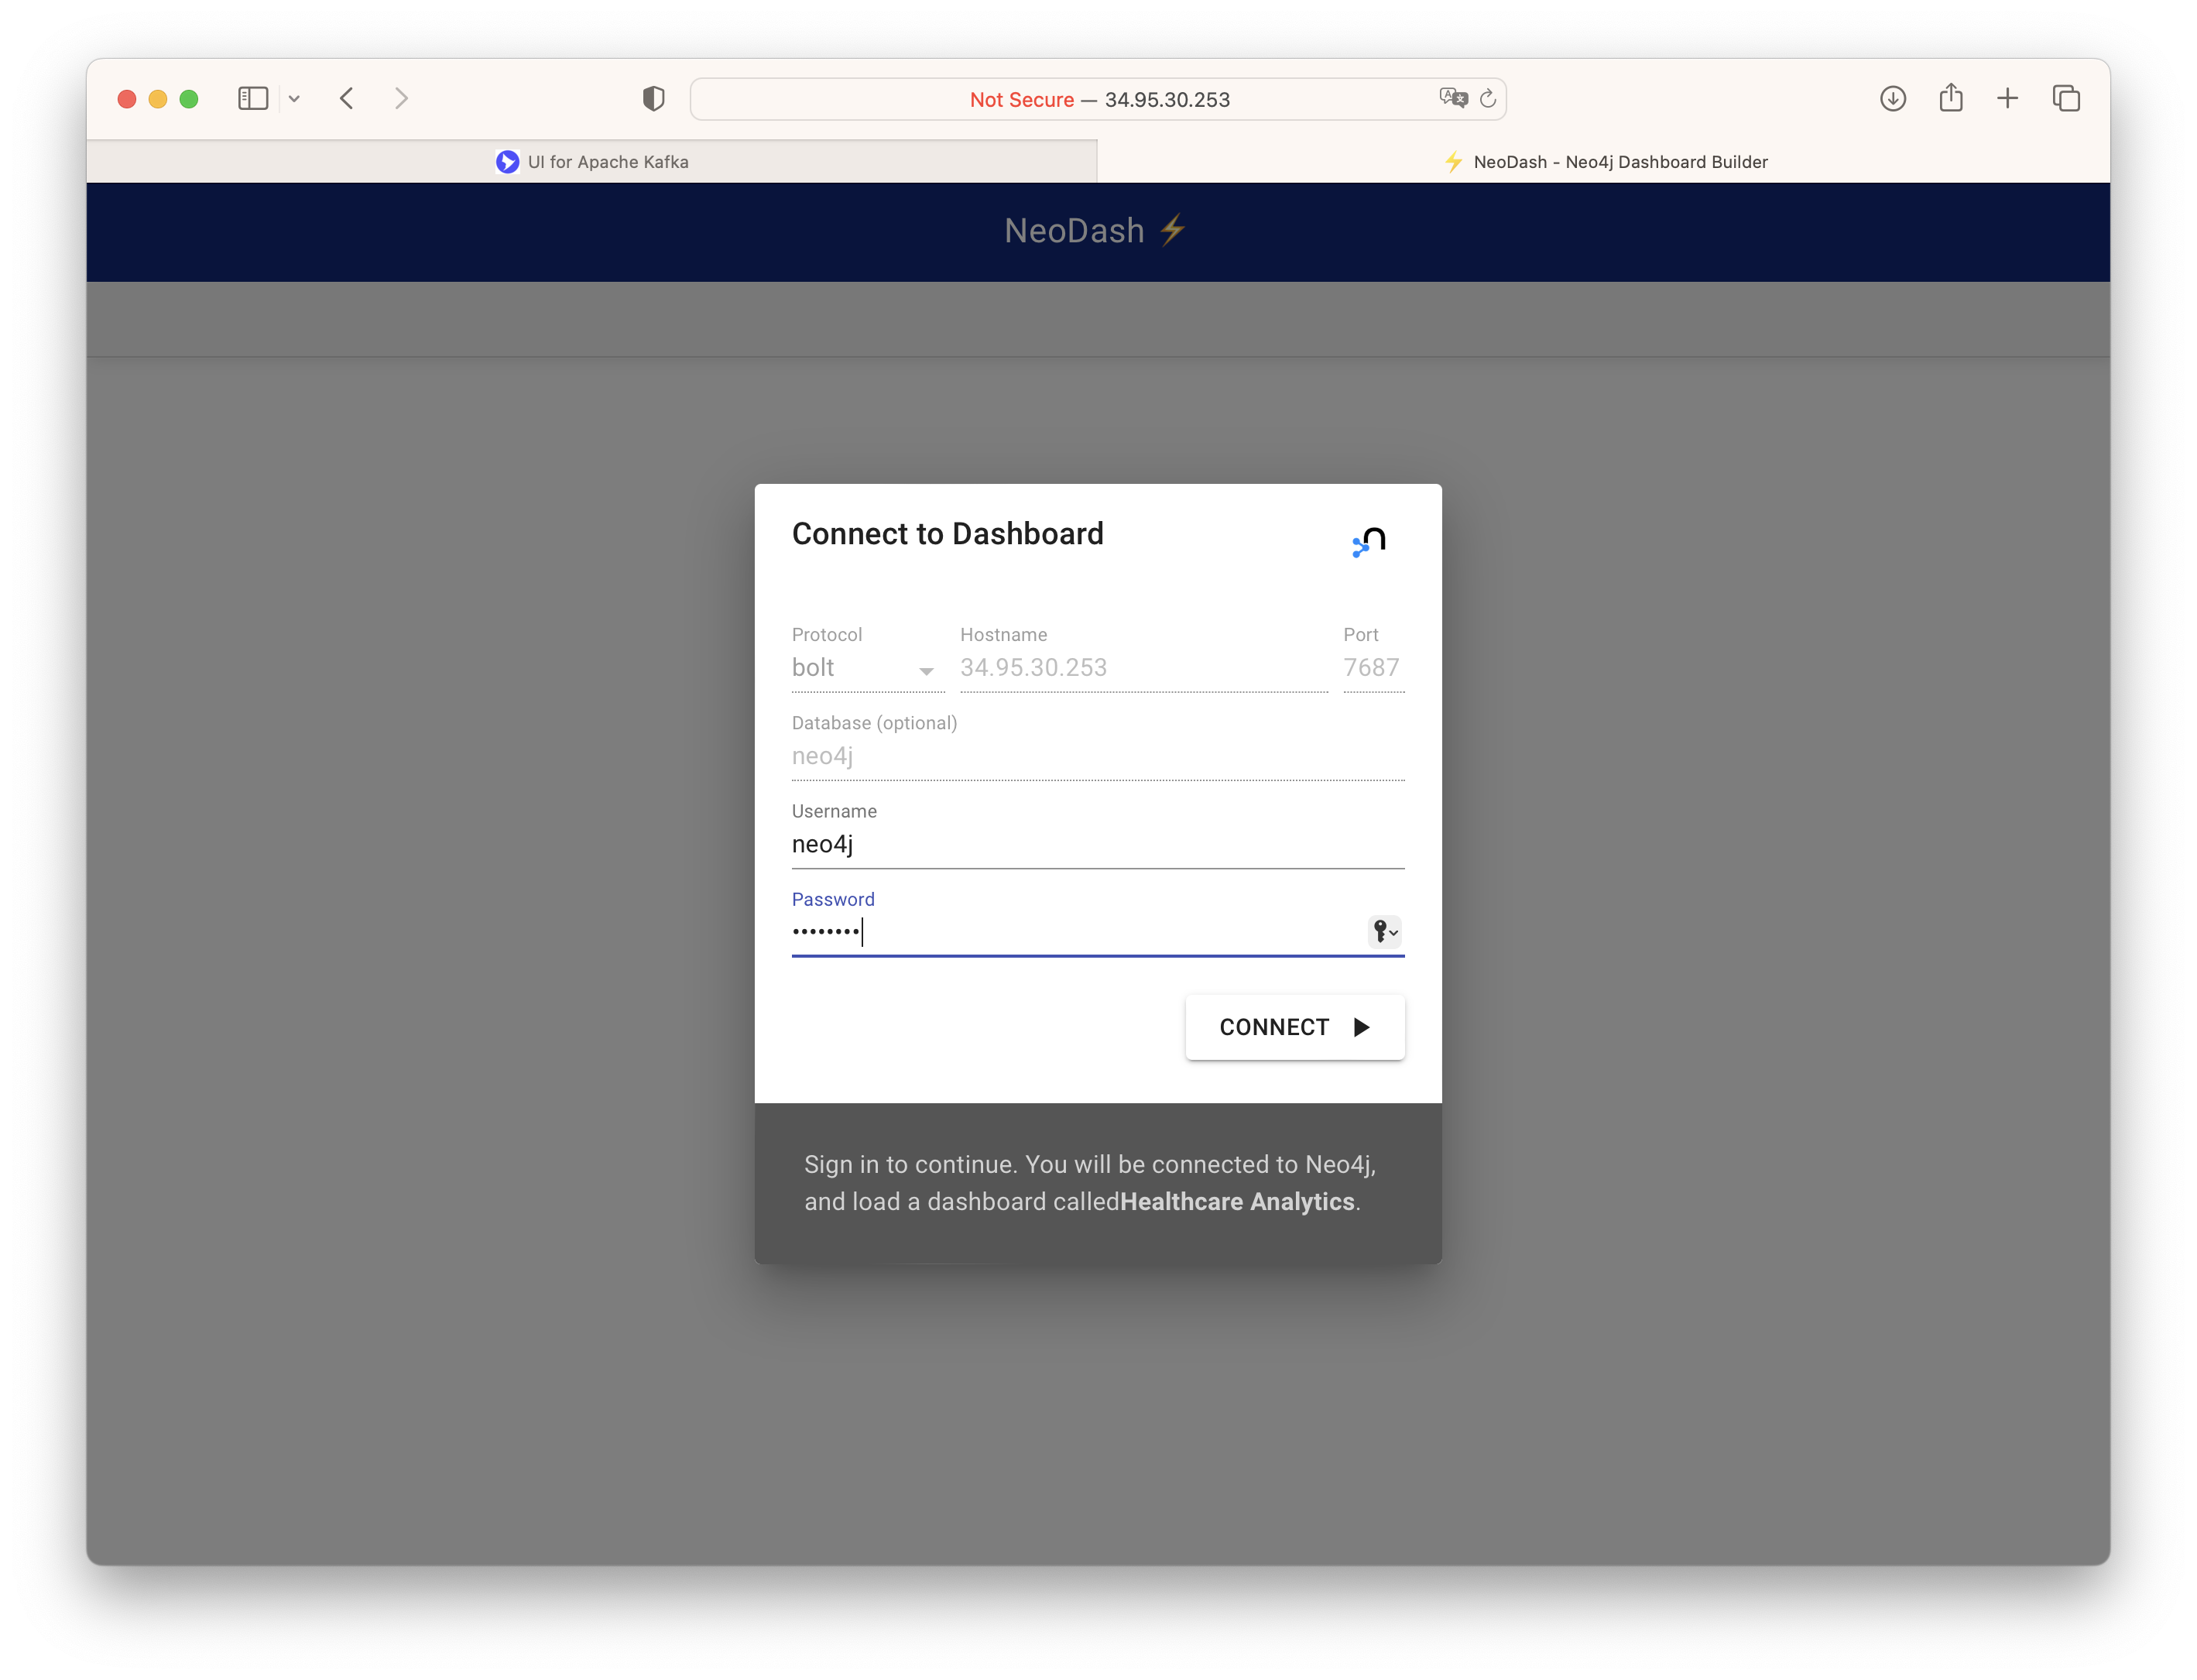 Not Secure — 34.95.30.253
UI for Apache Kafka
NeoDash - Neo4j Dashboard Builder
NeoDash
Connect to Dashboard
Protocol Hostname Port
bolt 34.95.30.253 7687
Database (optional)
neo4j
Username
neo4j
Password
••••••••
CONNECT
Sign in to continue. You will be connected to Neo4j,
and load a dashboard calledHealthcare Analytics.